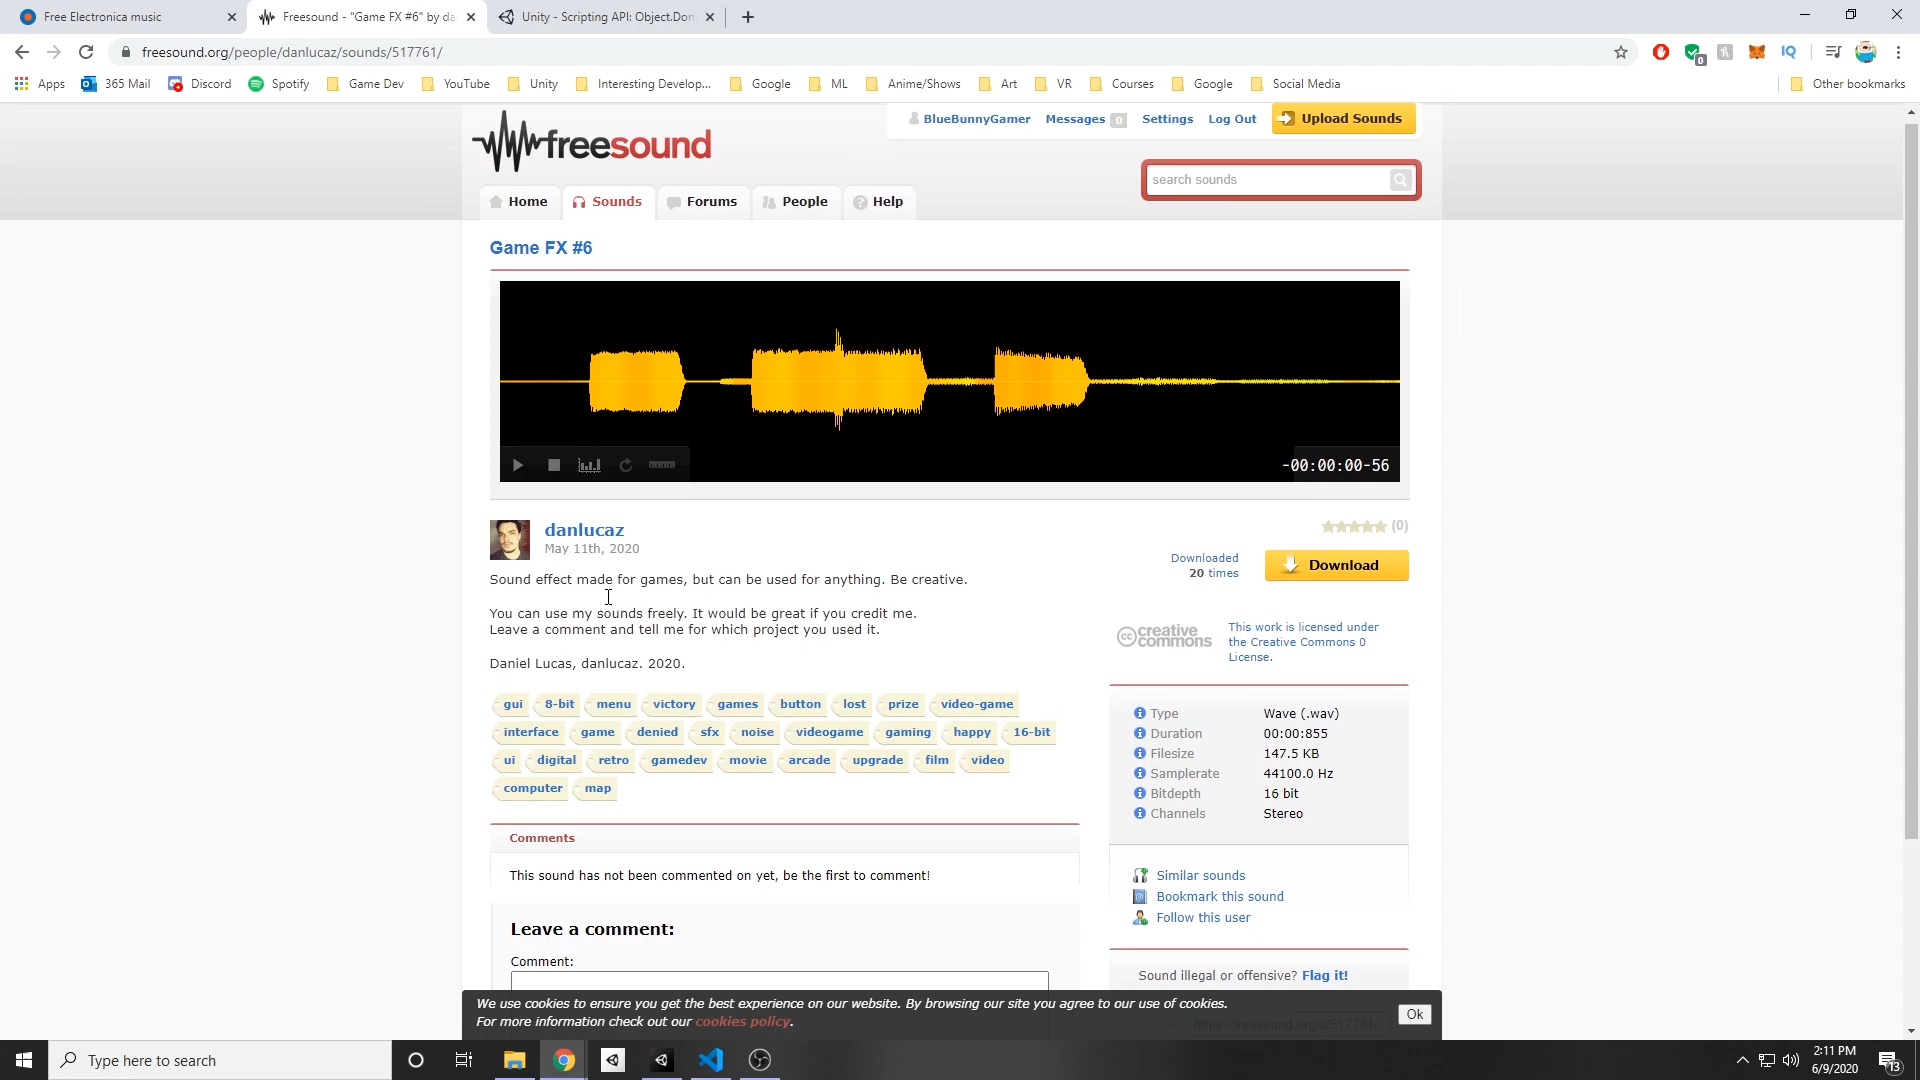 Free Electronica music
Freesound - "Game FX #6" by da
Unity - Scripting API: Object.Don
freesound.org/people/danlucaz/sounds/517761/
0
IQ
Apps 365 Mail Discord Spotify Game Dev YouTube Unity Interesting Develop... Google ML Anime/Shows Art VR Courses Google Social Media Other bookmarks
freesound
BlueBunnyGamer Messages 0 Settings Log Out Upload Sounds
search sounds
Home Sounds Forums People Help
Game FX #6
-00:00:00-56
danlucaz
May 11th, 2020
(0)
Downloaded
20 times
Download
Sound effect made for games, but can be used for anything. Be creative.
You can use my sounds freely. It would be great if you credit me.
Leave a comment and tell me for which project you used it.
Daniel Lucas, danlucaz. 2020.
cc creative
commons
This work is licensed under
the Creative Commons 0
License.
gui 8-bit menu victory games button lost prize video-game
interface game denied sfx noise videogame gaming happy 16-bit
ui digital retro gamedev movie arcade upgrade film video
computer map
Type Wave (.wav)
Duration 00:00:855
Filesize 147.5 KB
Samplerate 44100.0 Hz
Bitdepth 16 bit
Channels Stereo
Comments
This sound has not been commented on yet, be the first to comment!
Similar sounds
Bookmark this sound
Follow this user
Leave a comment:
Comment:
Sound illegal or offensive? Flag it!
We use cookies to ensure you get the best experience on our website. By browsing our site you agree to our use of cookies.
For more information check out our cookies policy.
Ok
https://freesound.org/s/517761/
Type here to search
2:11 PM
6/9/2020
13